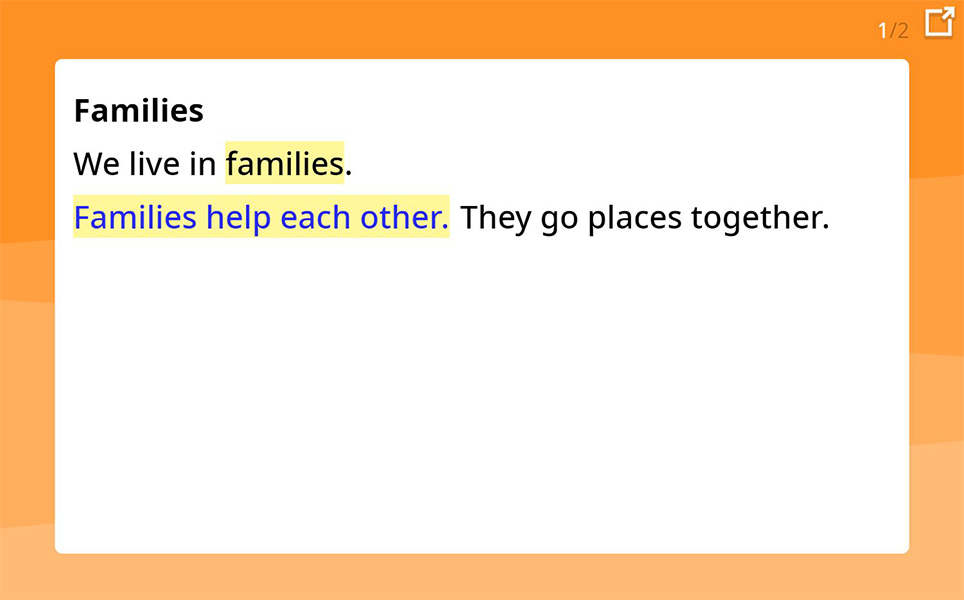 1/2
Families
We live in families.
Families help each other. They go places together.